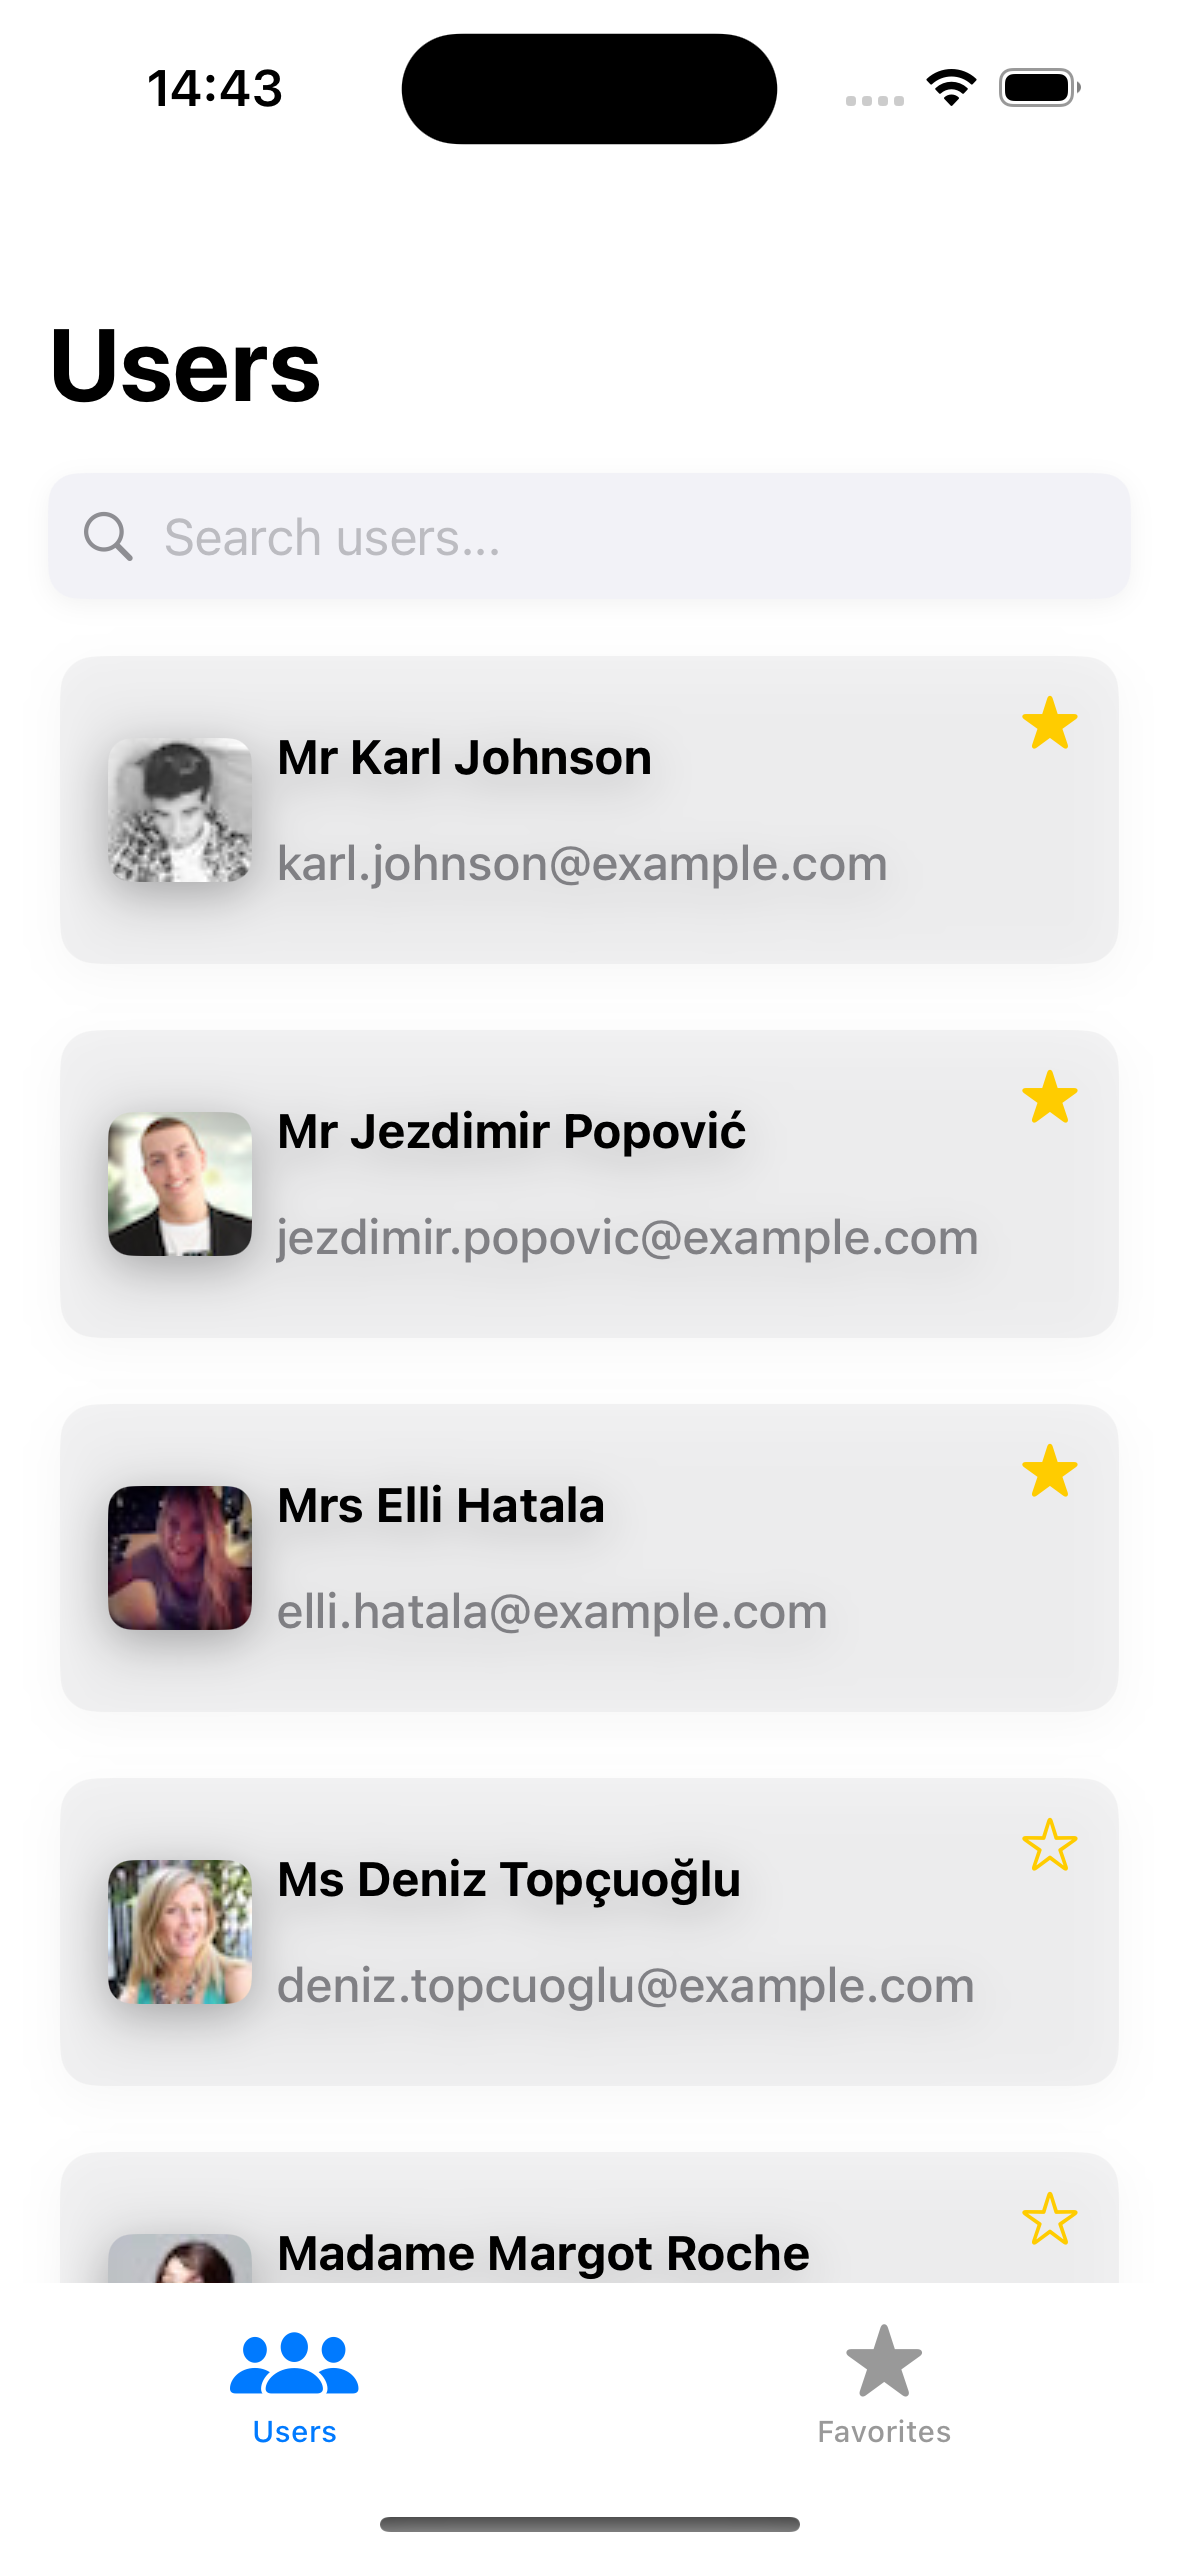 14:43
Users
Search users...
Mr Karl Johnson
karl.johnson@example.com
Mr Jezdimir Popović
jezdimir.popovic@example.com
Mrs Elli Hatala
elli.hatala@example.com
Ms Deniz Topçuoğlu
deniz.topcuoglu@example.com
Madame Margot Roche
Users
Favorites